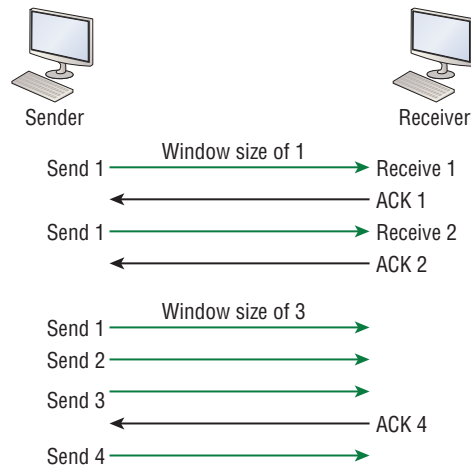 Sender Receiver
Window size of 1
Send 1 Receive 1
ACK 1
Send 1 Receive 2
ACK 2
Window size of 3
Send 1
Send 2
Send 3
ACK 4
Send 4